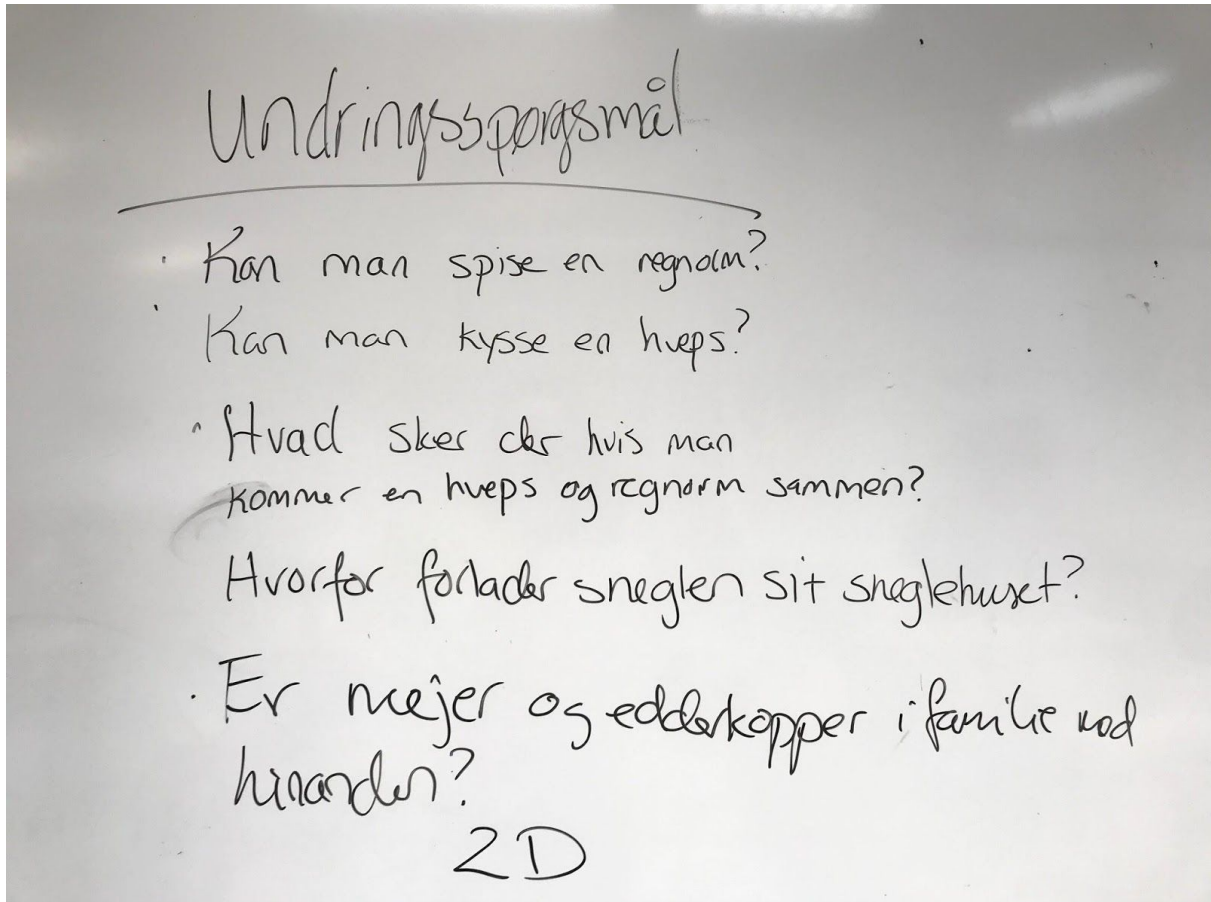 Undringsspørgsmål
Kan man spise en regnorm?
Kan man kysse en hveps?
Hvad sker der hvis man
kommer en hveps og regnorm sammen?
Hvorfor forlader sneglen sit sneglehuset?
Er mejer og edderkopper i familie med
hinanden?
2D